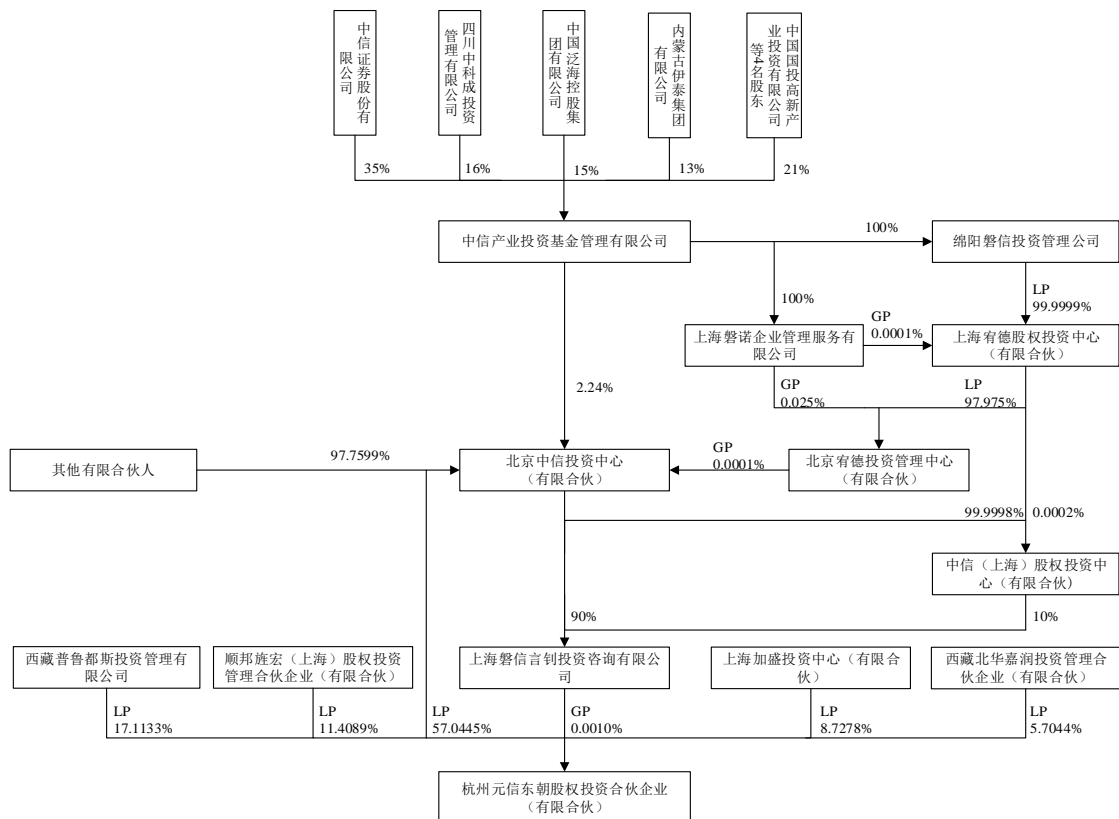 中信证券股份有
限公司
四川中科成投资
管理有限公司
中国泛海控股集
团有限公司
内蒙古伊泰集团
有限公司
中国国投高新产
业投资有限公司
等4名股东
35%
16%
15%
13%
21%
中信产业投资基金管理有限公司
100%
绵阳磐信投资管理公司
100%
LP
99.9999%
上海磐诺企业管理服务有
限公司
GP
0.0001%
上海宥德股权投资中心
（有限合伙）
2.24%
GP
0.025%
LP
97.975%
其他有限合伙人
97.7599%
北京中信投资中心
（有限合伙）
GP
0.0001%
北京宥德投资管理中心
（有限合伙）
99.9998%
0.0002%
中信（上海）股权投资中
心（有限合伙）
90%
10%
西藏普鲁都斯投资管理有
限公司
顺邦旌宏（上海）股权投资
管理合伙企业（有限合伙）
上海磐信言钊投资咨询有限公
司
上海加盛投资中心（有限合
伙）
西藏北华嘉润投资管理合
伙企业（有限合伙）
LP
17.1133%
LP
11.4089%
LP
57.0445%
GP
0.0010%
LP
8.7278%
LP
5.7044%
杭州元信东朝股权投资合伙企业
（有限合伙）